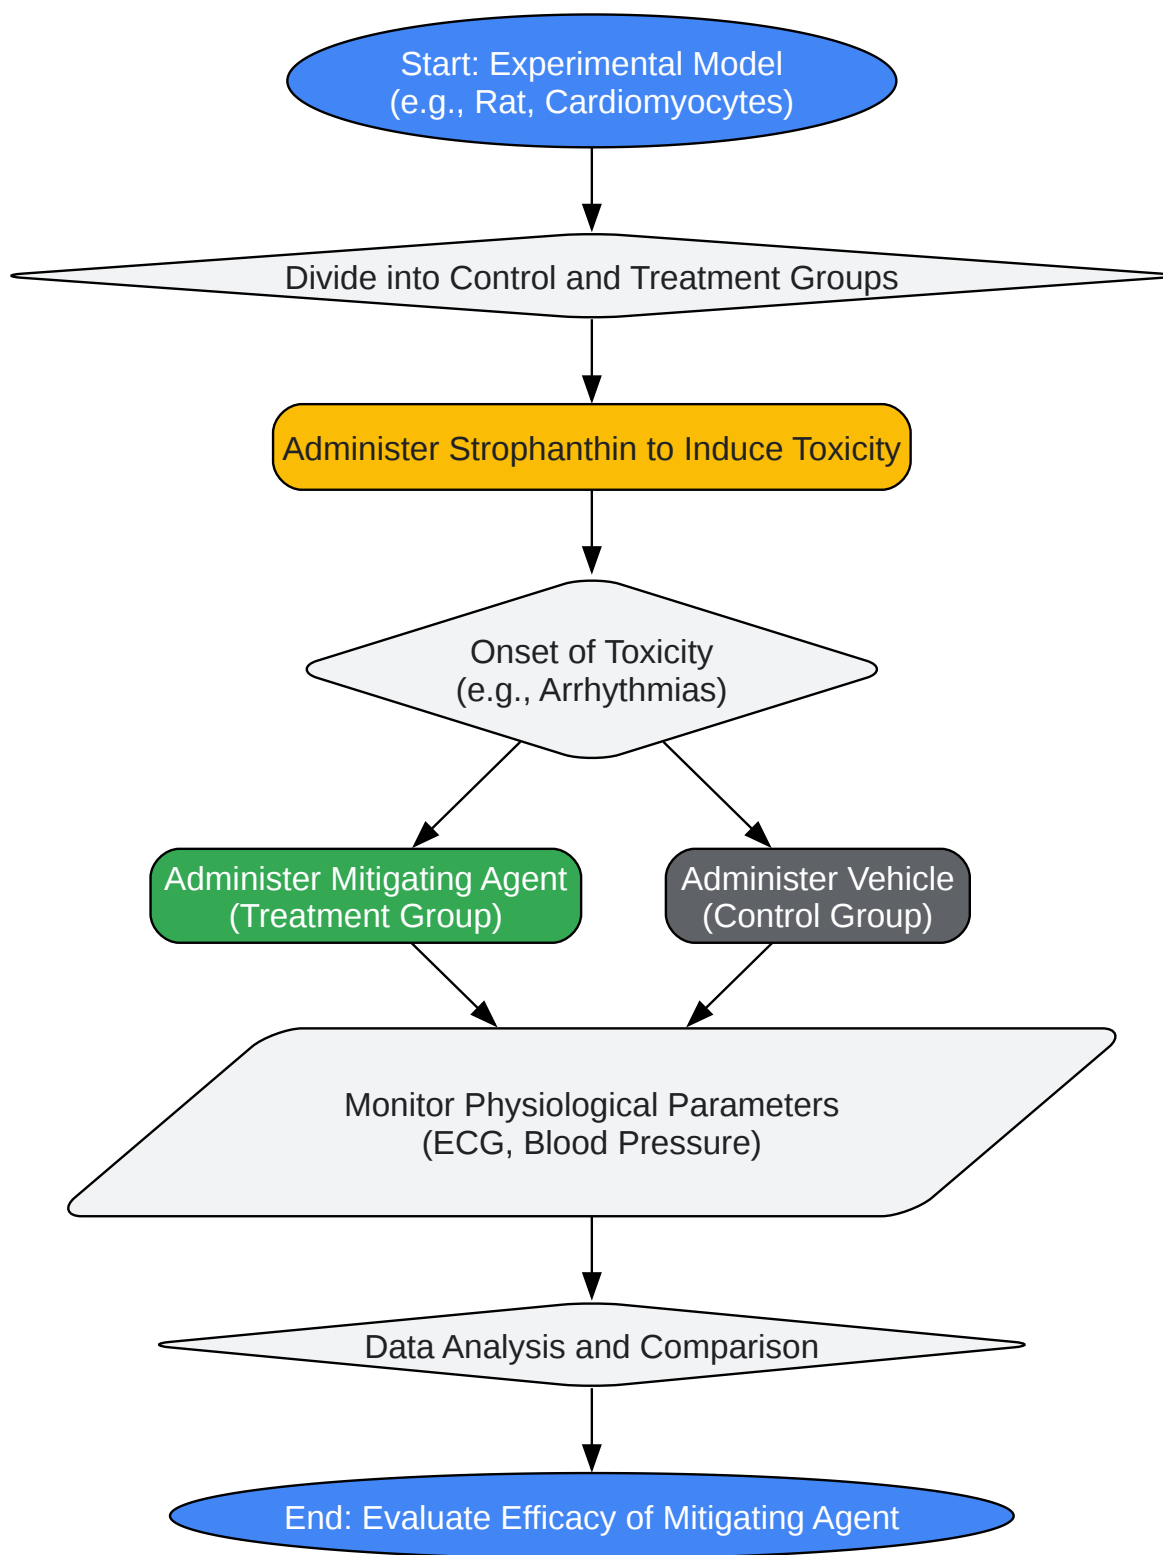 Start: Experimental Model
(e.g., Rat, Cardiomyocytes)
Divide into Control and Treatment Groups
Administer Strophanthin to Induce Toxicity
Onset of Toxicity
(e.g., Arrhythmias)
Administer Mitigating Agent
(Treatment Group)
Administer Vehicle
(Control Group)
Monitor Physiological Parameters
(ECG, Blood Pressure)
Data Analysis and Comparison
End: Evaluate Efficacy of Mitigating Agent